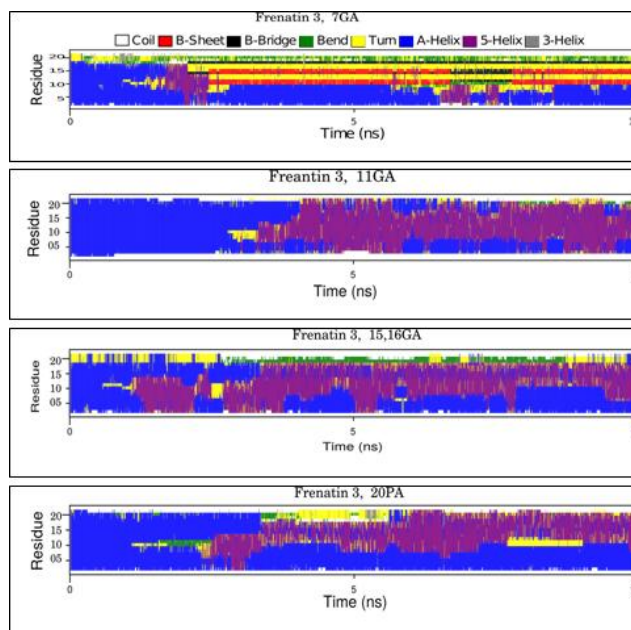 Frenatin 3, 7GA
Coil B-Sheet B-Bridge Bend Turn A-Helix 5-Helix 3-Helix
Residue
20
15
10
5
0
5
Time (ns)
Freantin 3, 11GA
Residue
20
15
10
05
0
5
Time (ns)
Frenatin 3, 15,16GA
Residue
20
15
10
05
0
5
Time (ns)
Frenatin 3, 20PA
Residue
20
15
10
05
0
5
Time (ns)